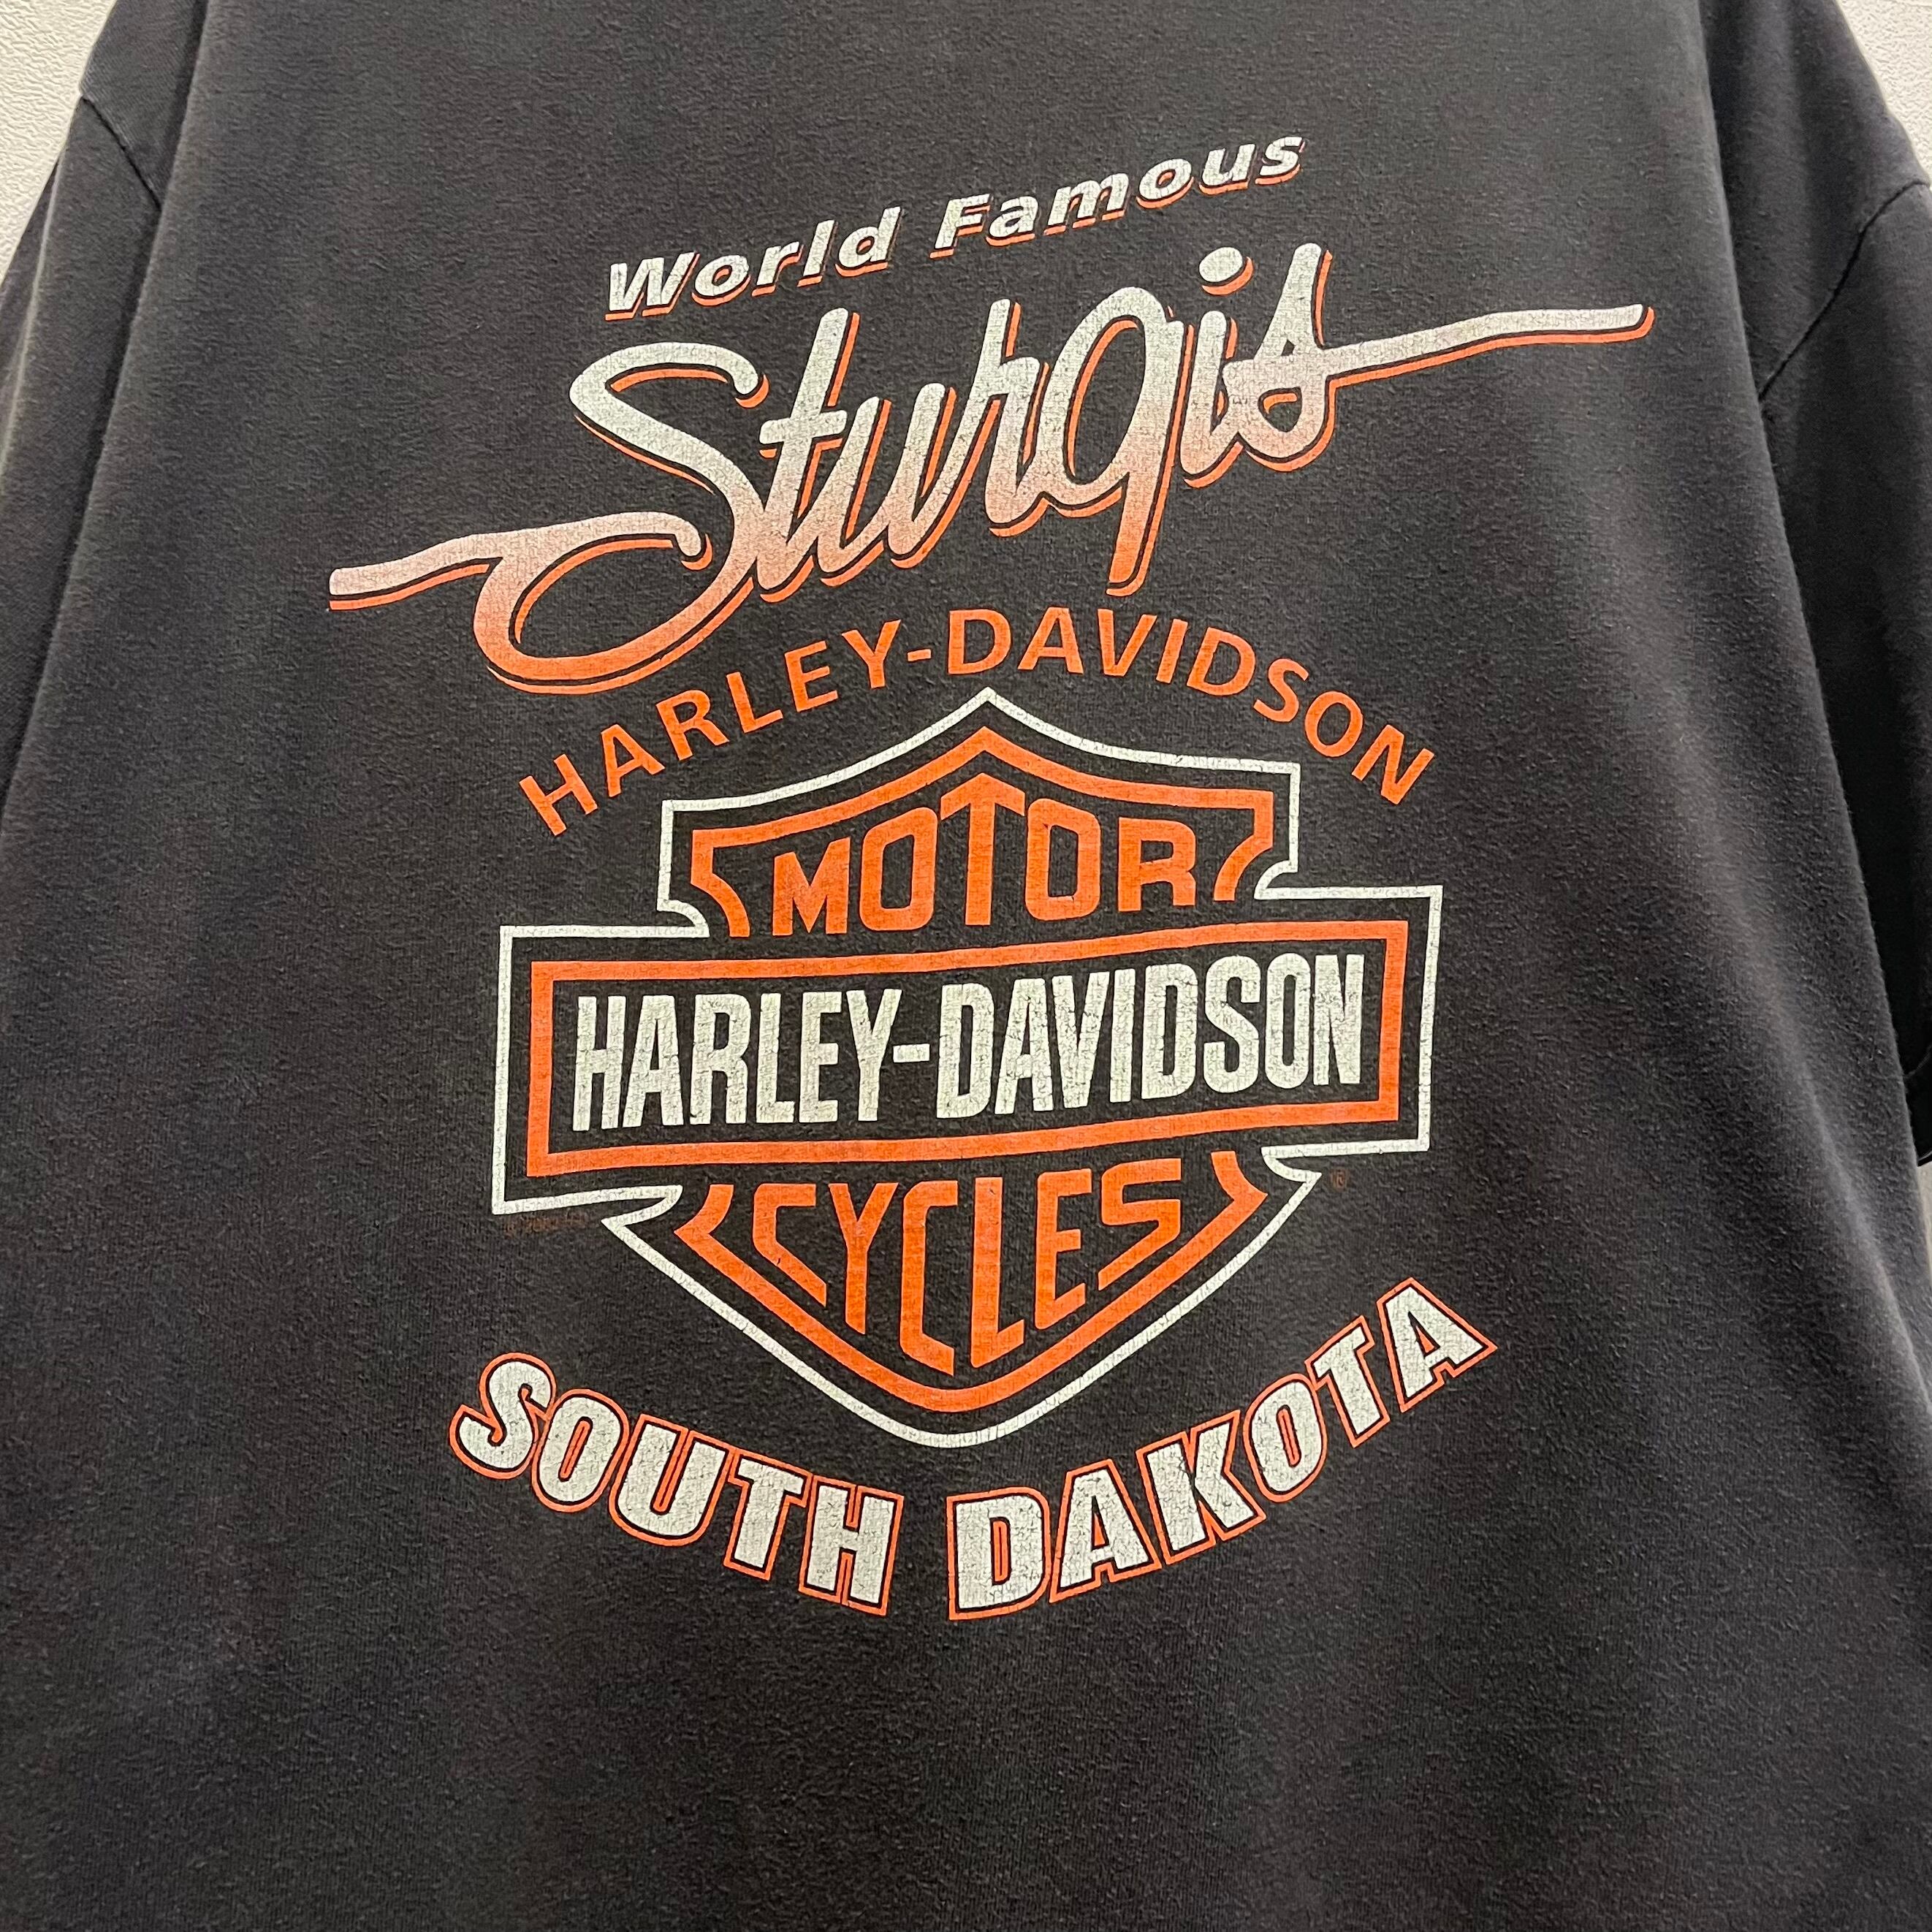 World Famous
Sturgis
HARLEY-DAVIDSON
MOTOR
HARLEY-DAVIDSON
®
CYCLES
SOUTH DAKOTA